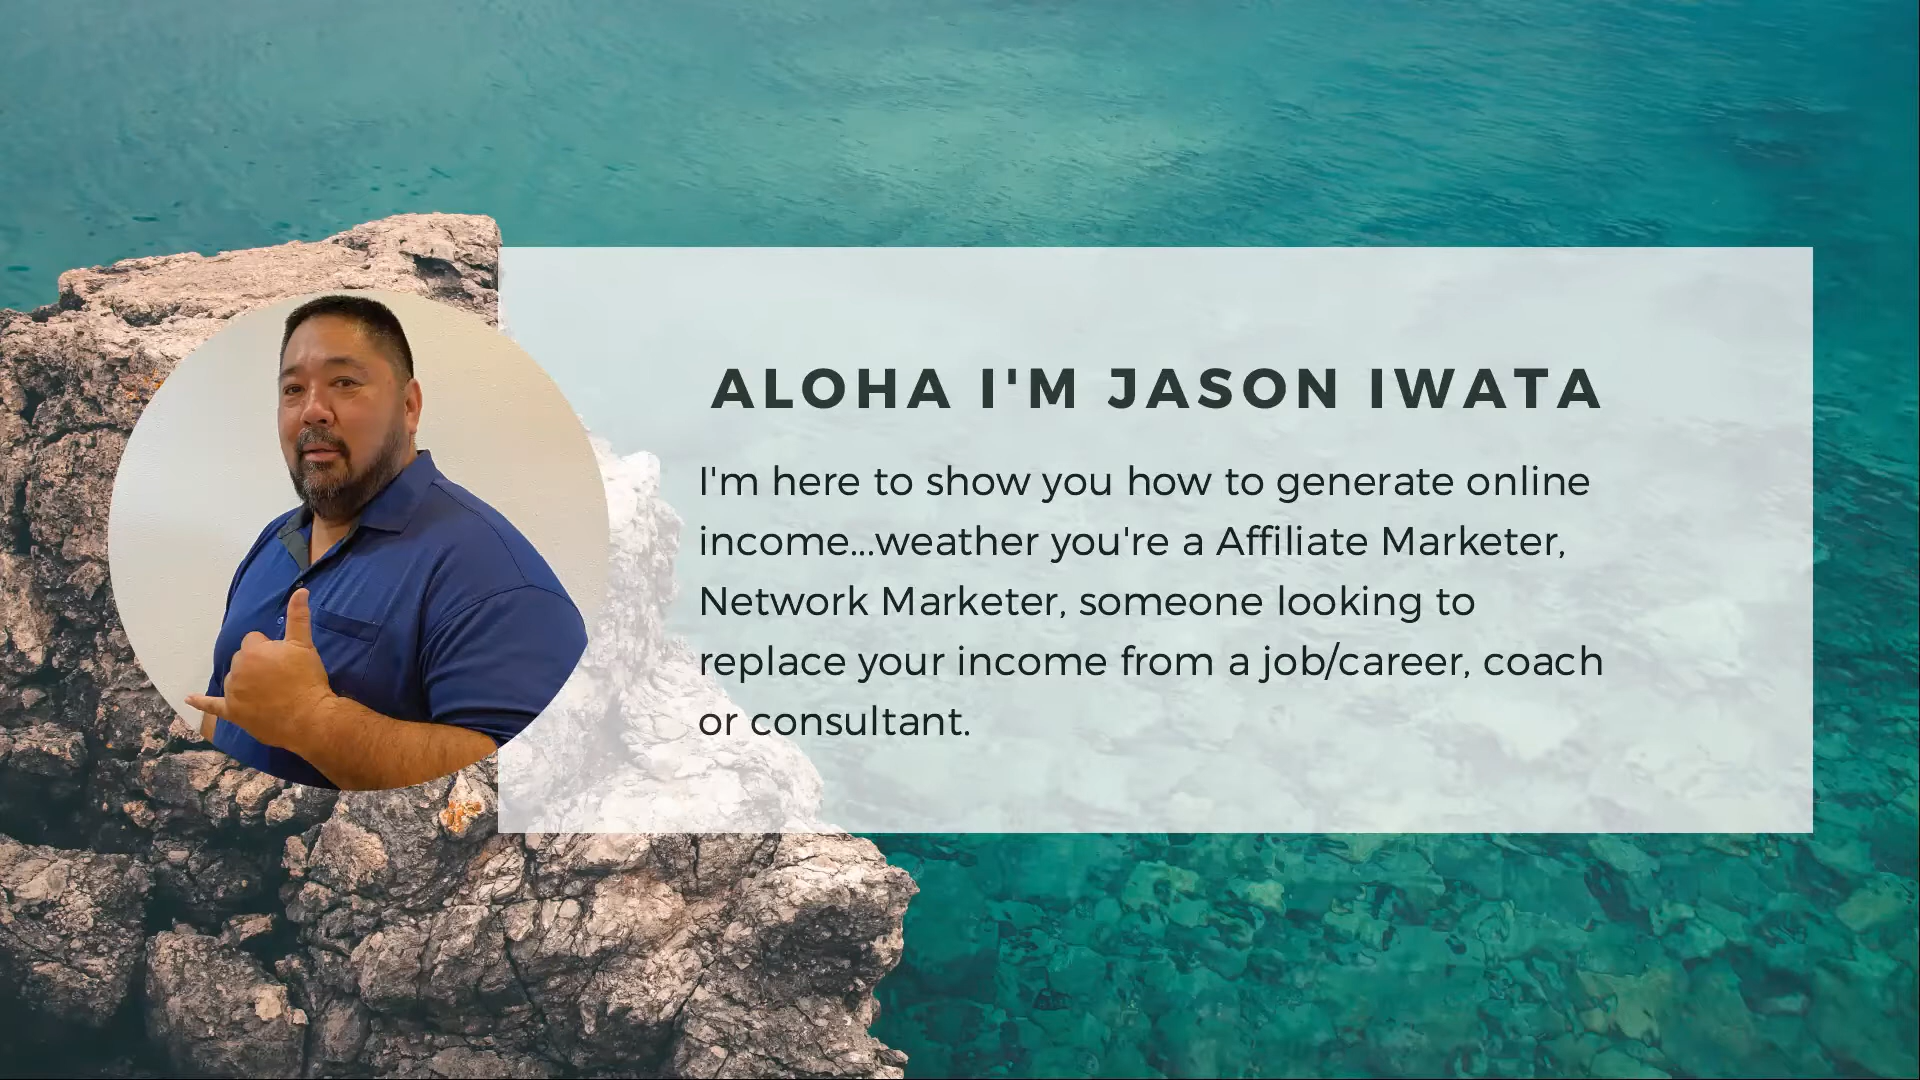 ALOHA I'M JASON IWATA
I'm here to show you how to generate online
income...weather you're a Affiliate Marketer,
Network Marketer, someone looking to
replace your income from a job/career, coach
or consultant.